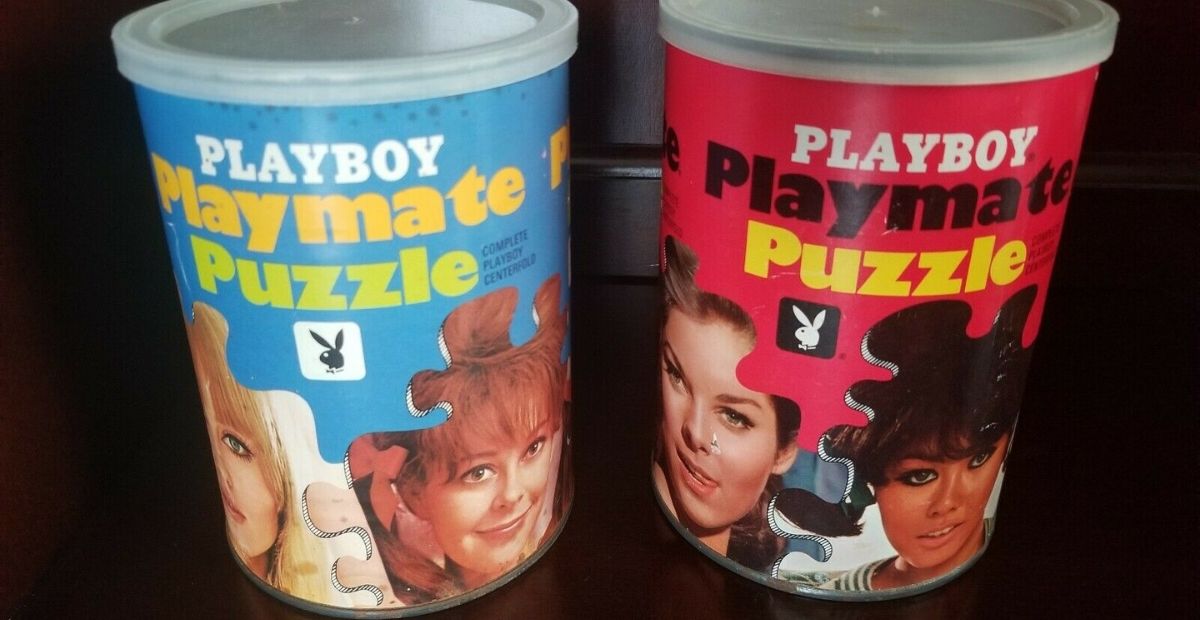 PLAYBOY
Playmate
Puzzle
COMPLETE
PLAYBOY
CENTERFOLD
P
e
PLAYBOY®
Playmate
Puzzle